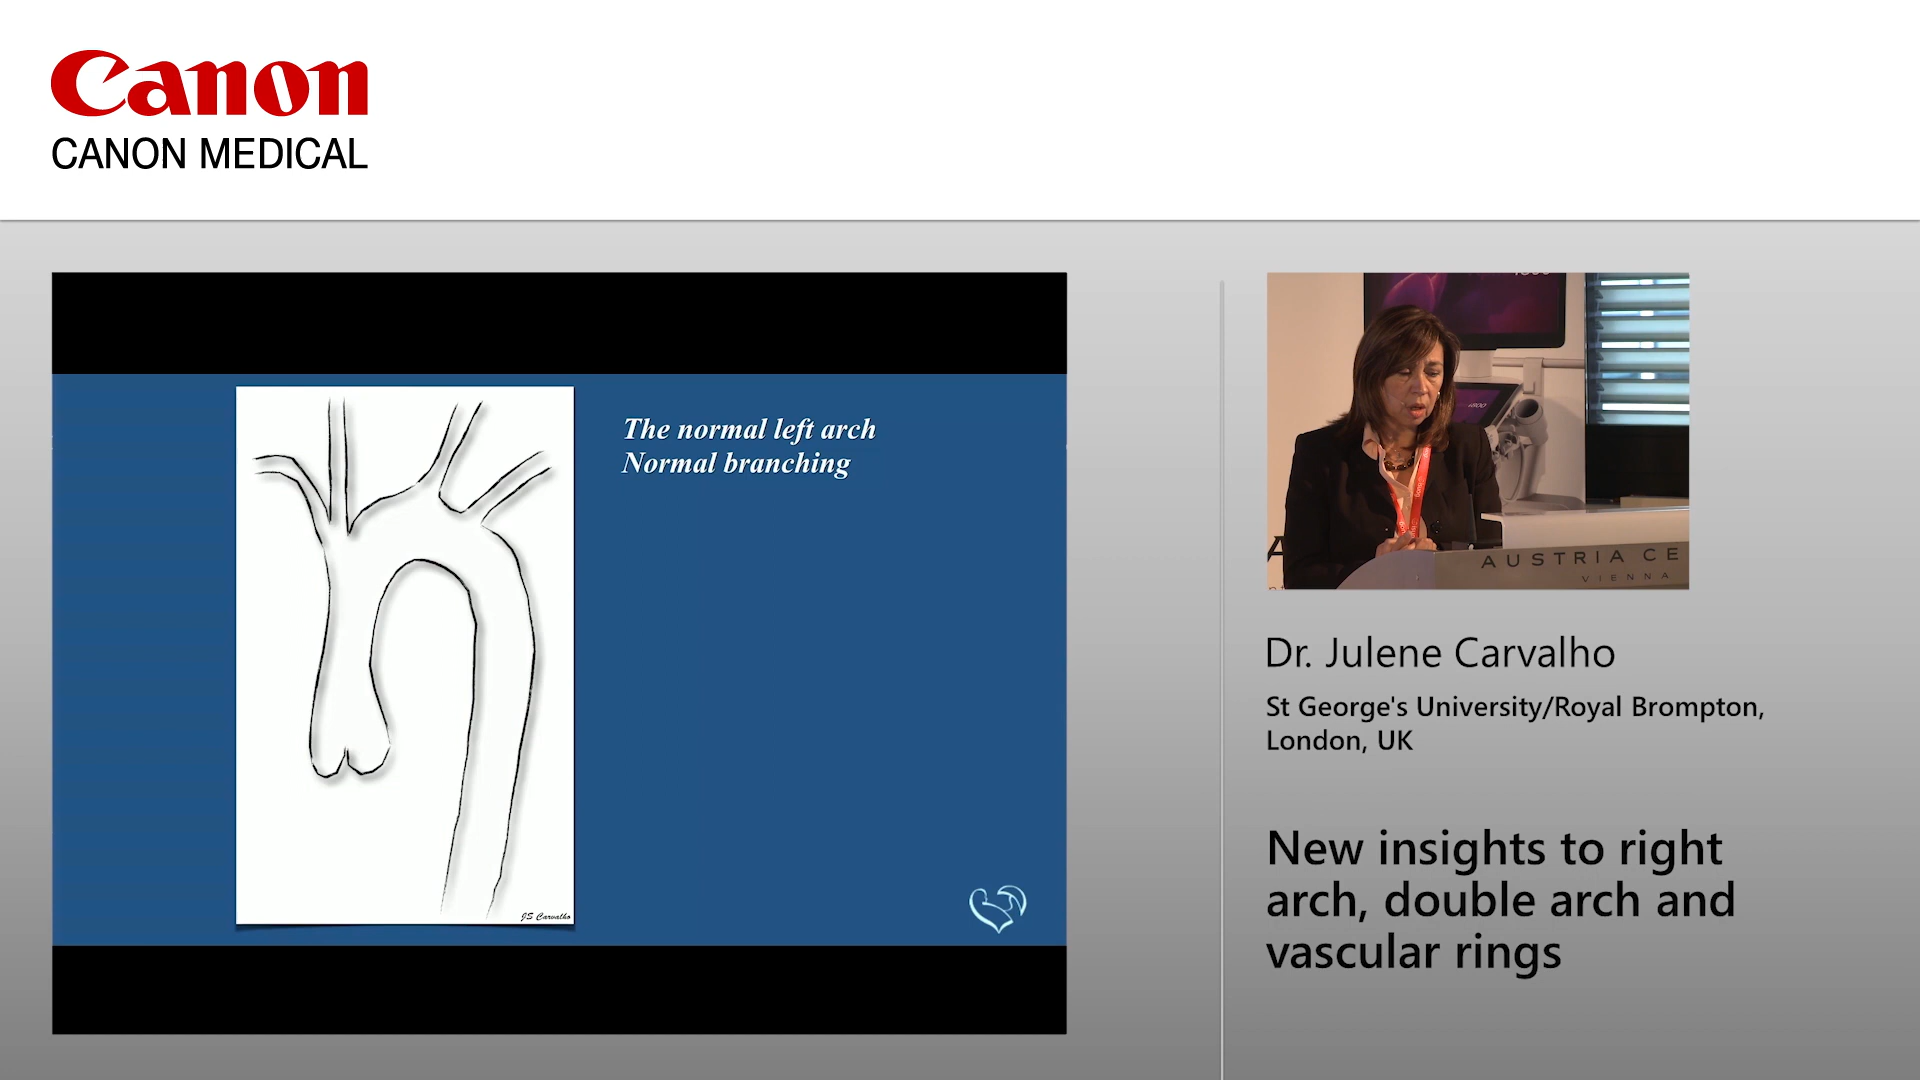 Canon
CANON MEDICAL
The normal left arch
Normal branching
JS Carvalho
AUSTRIA CE
VIENNA
Dr. Julene Carvalho
St George's University/Royal Brompton,
London, UK
New insights to right
arch, double arch and
vascular rings